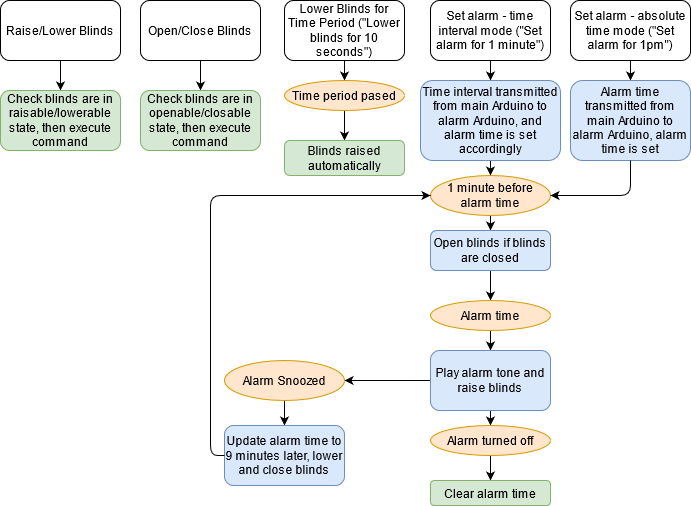 Raise/Lower Blinds
Open/Close Blinds
Lower Blinds for
Time Period ("Lower
blinds for 10
seconds")
Set alarm - time
interval mode ("Set
alarm for 1 minute")
Set alarm - absolute
time mode ("Set
alarm for 1pm")
Check blinds are in
raisable/lowerable
state, then execute
command
Check blinds are in
openable/closable
state, then execute
command
Time period pased
Blinds raised
automatically
Time interval transmitted
from main Arduino to
alarm Arduino, and
alarm time is set
accordingly
Alarm time
transmitted from
main Arduino to
alarm Arduino, alarm
time is set
1 minute before
alarm time
Open blinds if blinds
are closed
Alarm time
Play alarm tone and
raise blinds
Alarm Snoozed
Update alarm time to
9 minutes later, lower
and close blinds
Alarm turned off
Clear alarm time